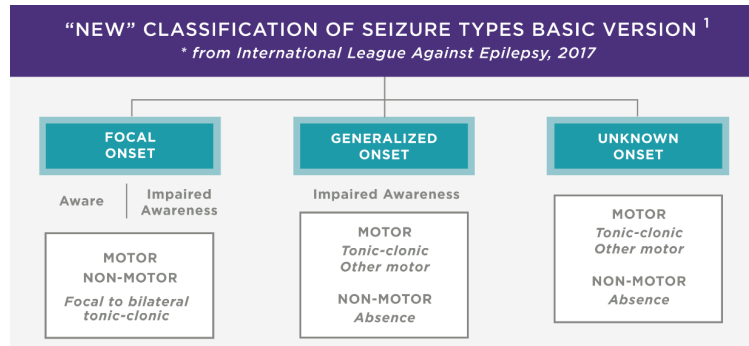 “NEW” CLASSIFICATION OF SEIZURE TYPES BASIC VERSION 1
* from International League Against Epilepsy, 2017
FOCAL
ONSET
Aware
Impaired
Awareness
MOTOR
NON-MOTOR
Focal to bilateral
tonic-clonic
GENERALIZED
ONSET
Impaired Awareness
MOTOR
Tonic-clonic
Other motor
NON-MOTOR
Absence
UNKNOWN
ONSET
MOTOR
Tonic-clonic
Other motor
NON-MOTOR
Absence